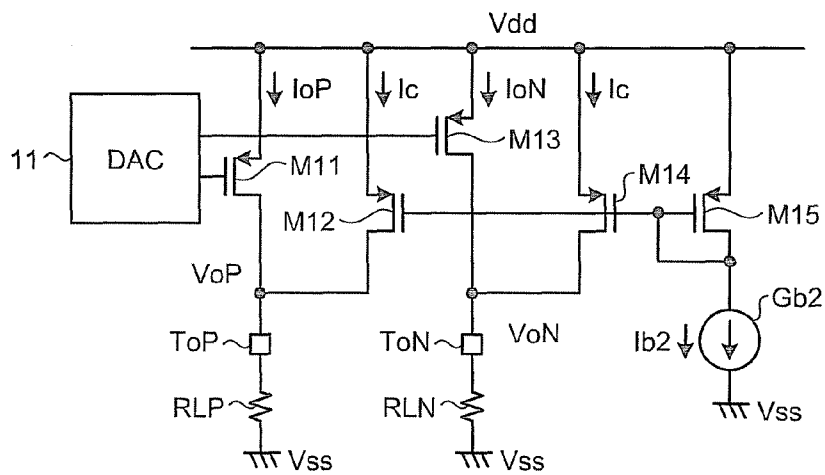 Vdd
IoP
Ic
IoN
Ic
11
DAC
M11
M13
M12
M14
M15
VoP
Gb2
ToP
ToN
VoN
Ib2
RLP
RLN
Vss
Vss
Vss